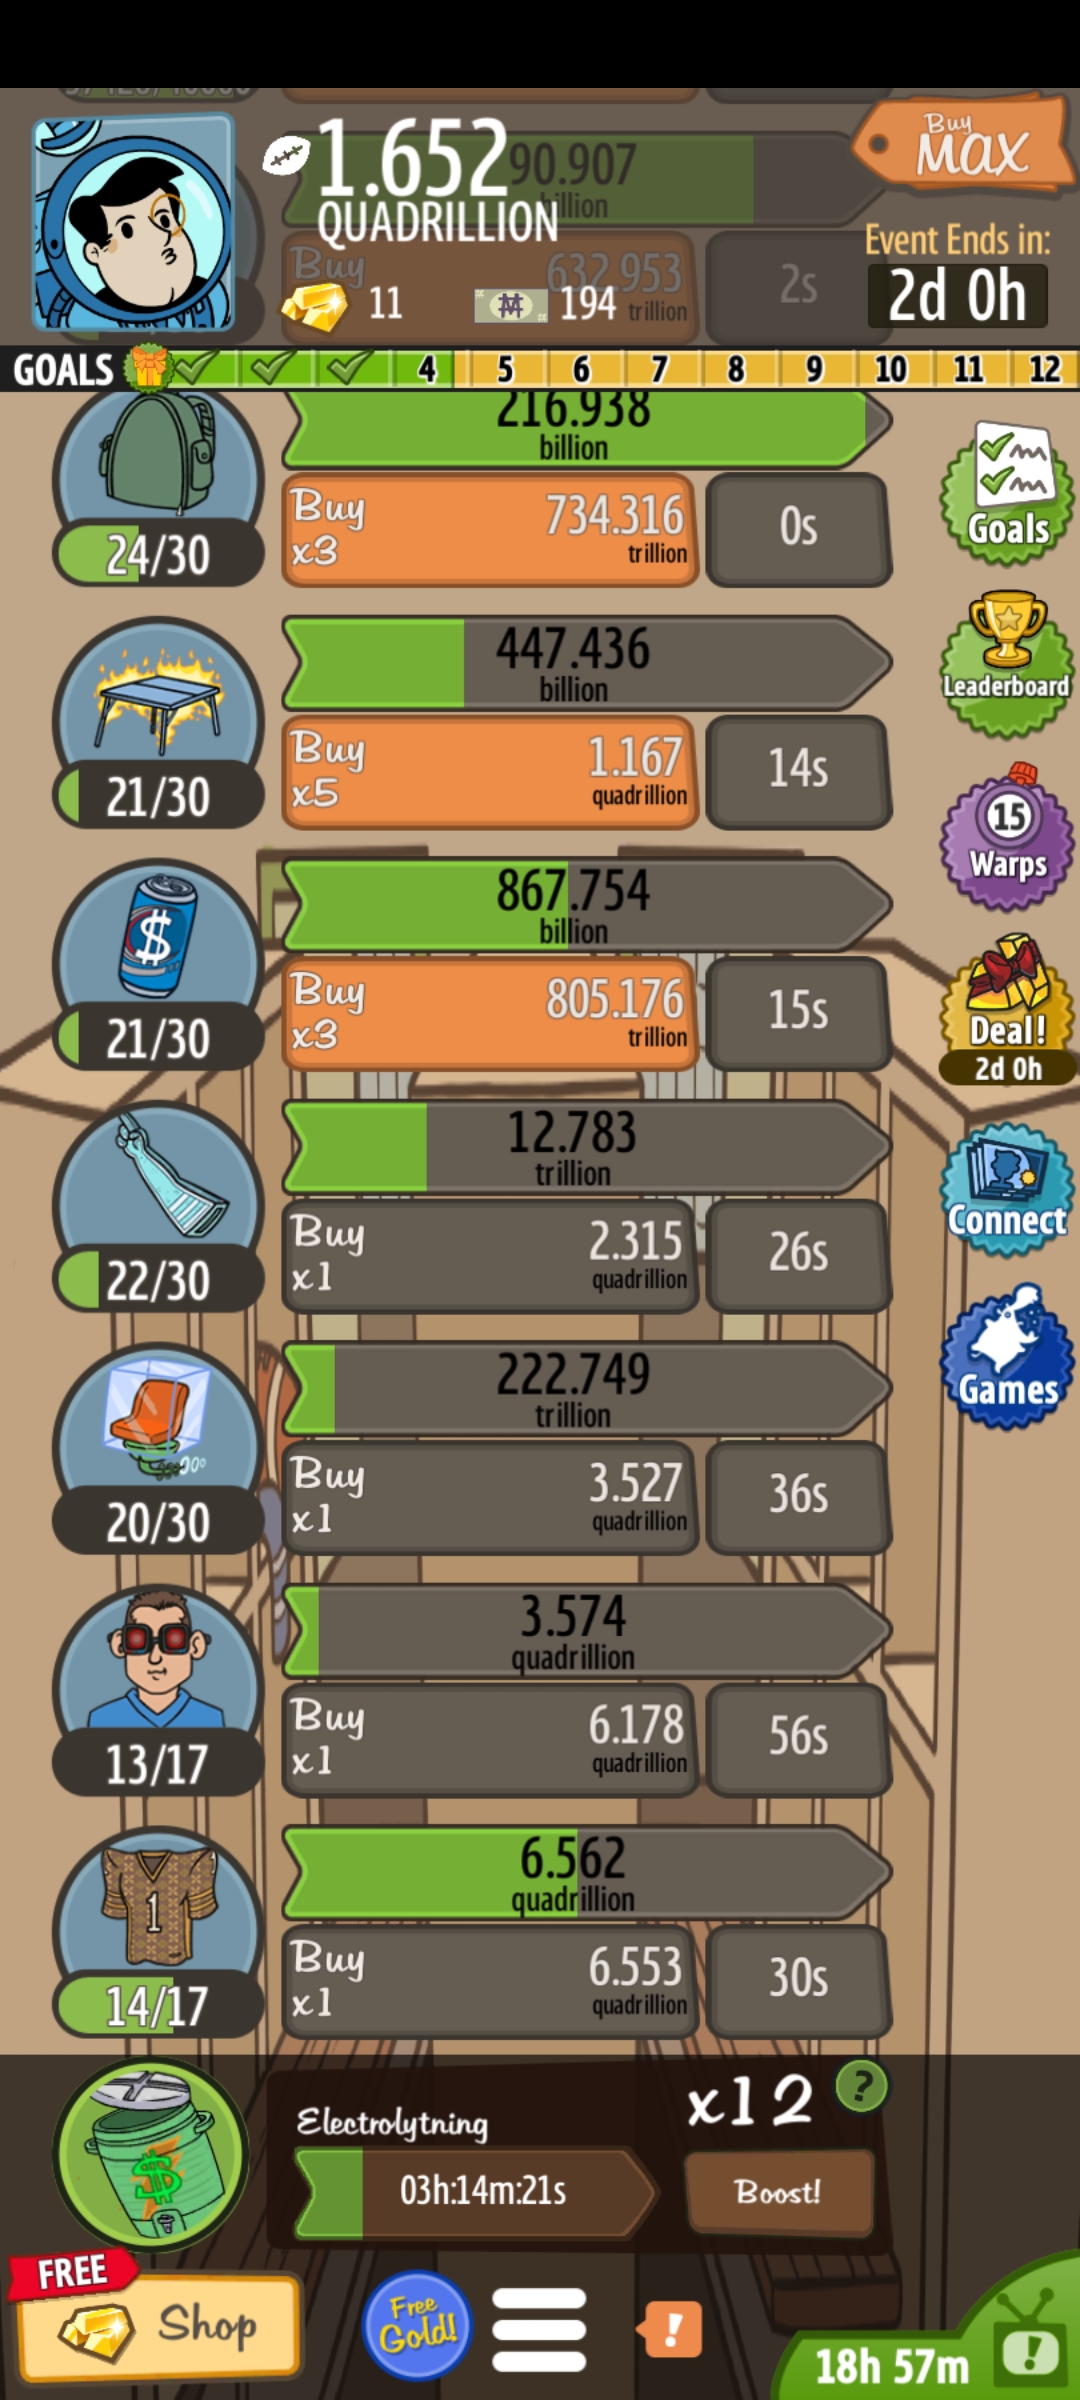 1.652
QUADRILLION
90.907
billion
Buy
MAX
Event Ends in:
2d 0h
Buy
632.953
trillion
2s
11
194
GOALS
4 5 6 7 8 9 10 11 12
216.938
billion
Buy
x3
734.316
trillion
0s
24/30
Goals
447.436
billion
Buy
x5
1.167
quadrillion
14s
21/30
Leaderboard
15
Warps
867.754
billion
Buy
x3
805.176
trillion
15s
$
21/30
Deal!
2d 0h
12.783
trillion
Buy
x1
2.315
quadrillion
26s
22/30
Connect
222.749
trillion
Buy
x1
3.527
quadrillion
36s
20/30
Games
3.574
quadrillion
Buy
x1
6.178
quadrillion
56s
13/17
6.562
quadrillion
1
Buy
x1
6.553
quadrillion
30s
14/17
$
Electrolytning
03h:14m:21s
x12
?
Boost!
FREE
Shop
Free
Gold!
!
18h 57m
!